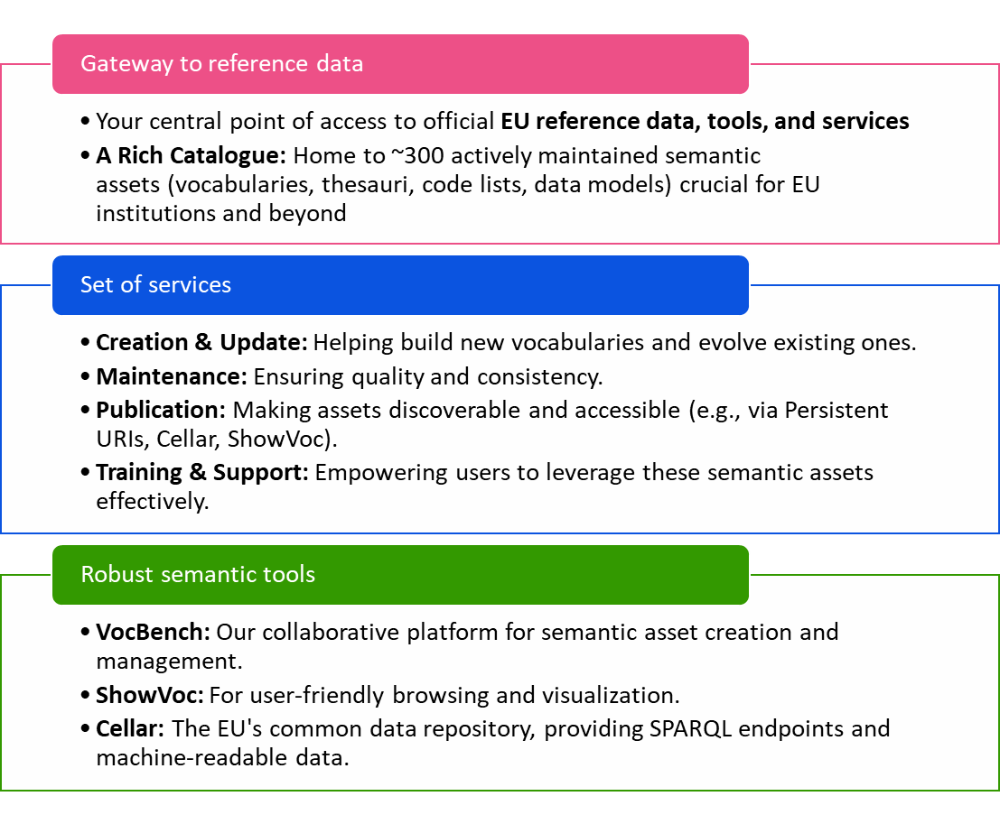 Gateway to reference data
• Your central point of access to official EU reference data, tools, and services
• A Rich Catalogue: Home to ~300 actively maintained semantic
assets (vocabularies, thesauri, code lists, data models) crucial for EU
institutions and beyond
Set of services
• Creation & Update: Helping build new vocabularies and evolve existing ones.
• Maintenance: Ensuring quality and consistency.
• Publication: Making assets discoverable and accessible (e.g., via Persistent
URIs, Cellar, ShowVoc).
• Training & Support: Empowering users to leverage these semantic assets
effectively.
Robust semantic tools
• VocBench: Our collaborative platform for semantic asset creation and
management.
• ShowVoc: For user-friendly browsing and visualization.
• Cellar: The EU's common data repository, providing SPARQL endpoints and
machine-readable data.